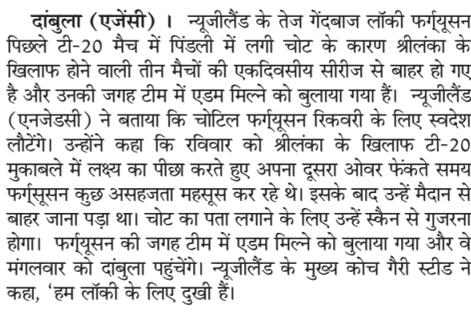 दांबुला (एजेंसी) । न्यूजीलैंड के तेज गेंदबाज लॉकी फर्ग्यूसन
पिछले टी-20 मैच में पिंडली में लगी चोट के कारण श्रीलंका के
खिलाफ होने वाली तीन मैचों की एकदिवसीय सीरीज से बाहर हो गए
है और उनकी जगह टीम में एडम मिल्ने को बुलाया गया हैं। न्यूजीलैंड
(एनजेडसी) ने बताया कि चोटिल फर्ग्यूसन रिकवरी के लिए स्वदेश
लौटेंगे। उन्होंने कहा कि रविवार को श्रीलंका के खिलाफ टी-20
मुकाबले में लक्ष्य का पीछा करते हुए अपना दूसरा ओवर फेंकते समय
फर्ग्सूसन कुछ असहजता महसूस कर रहे थे। इसके बाद उन्हें मैदान से
बाहर जाना पड़ा था। चोट का पता लगाने के लिए उन्हें स्कैन से गुजरना
होगा। फर्ग्यूसन की जगह टीम में एडम मिल्ने को बुलाया गया और वे
मंगलवार को दांबुला पहुंचेंगे। न्यूजीलैंड के मुख्य कोच गैरी स्टीड ने
कहा, ‘हम लॉकी के लिए दुखी हैं।